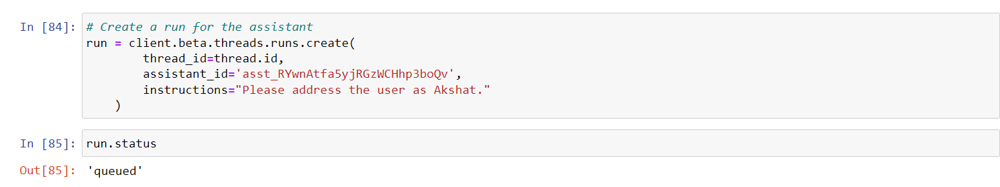 In [84]: # Create a run for the assistant
run = client.beta.threads.runs.create(
        thread_id=thread.id,
        assistant_id='asst_RYwnAtfa5yjRGzWCHhp3boQv',
        instructions="Please address the user as Akshat."
    )
In [85]: run.status
Out[85]: 'queued'